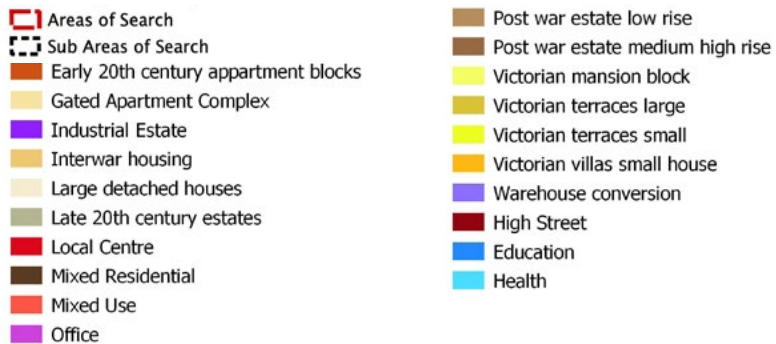 Areas of Search
Sub Areas of Search
Early 20th century appartment blocks
Gated Apartment Complex
Industrial Estate
Interwar housing
Large detached houses
Late 20th century estates
Local Centre
Mixed Residential
Mixed Use
Office
Post war estate low rise
Post war estate medium high rise
Victorian mansion block
Victorian terraces large
Victorian terraces small
Victorian villas small house
Warehouse conversion
High Street
Education
Health